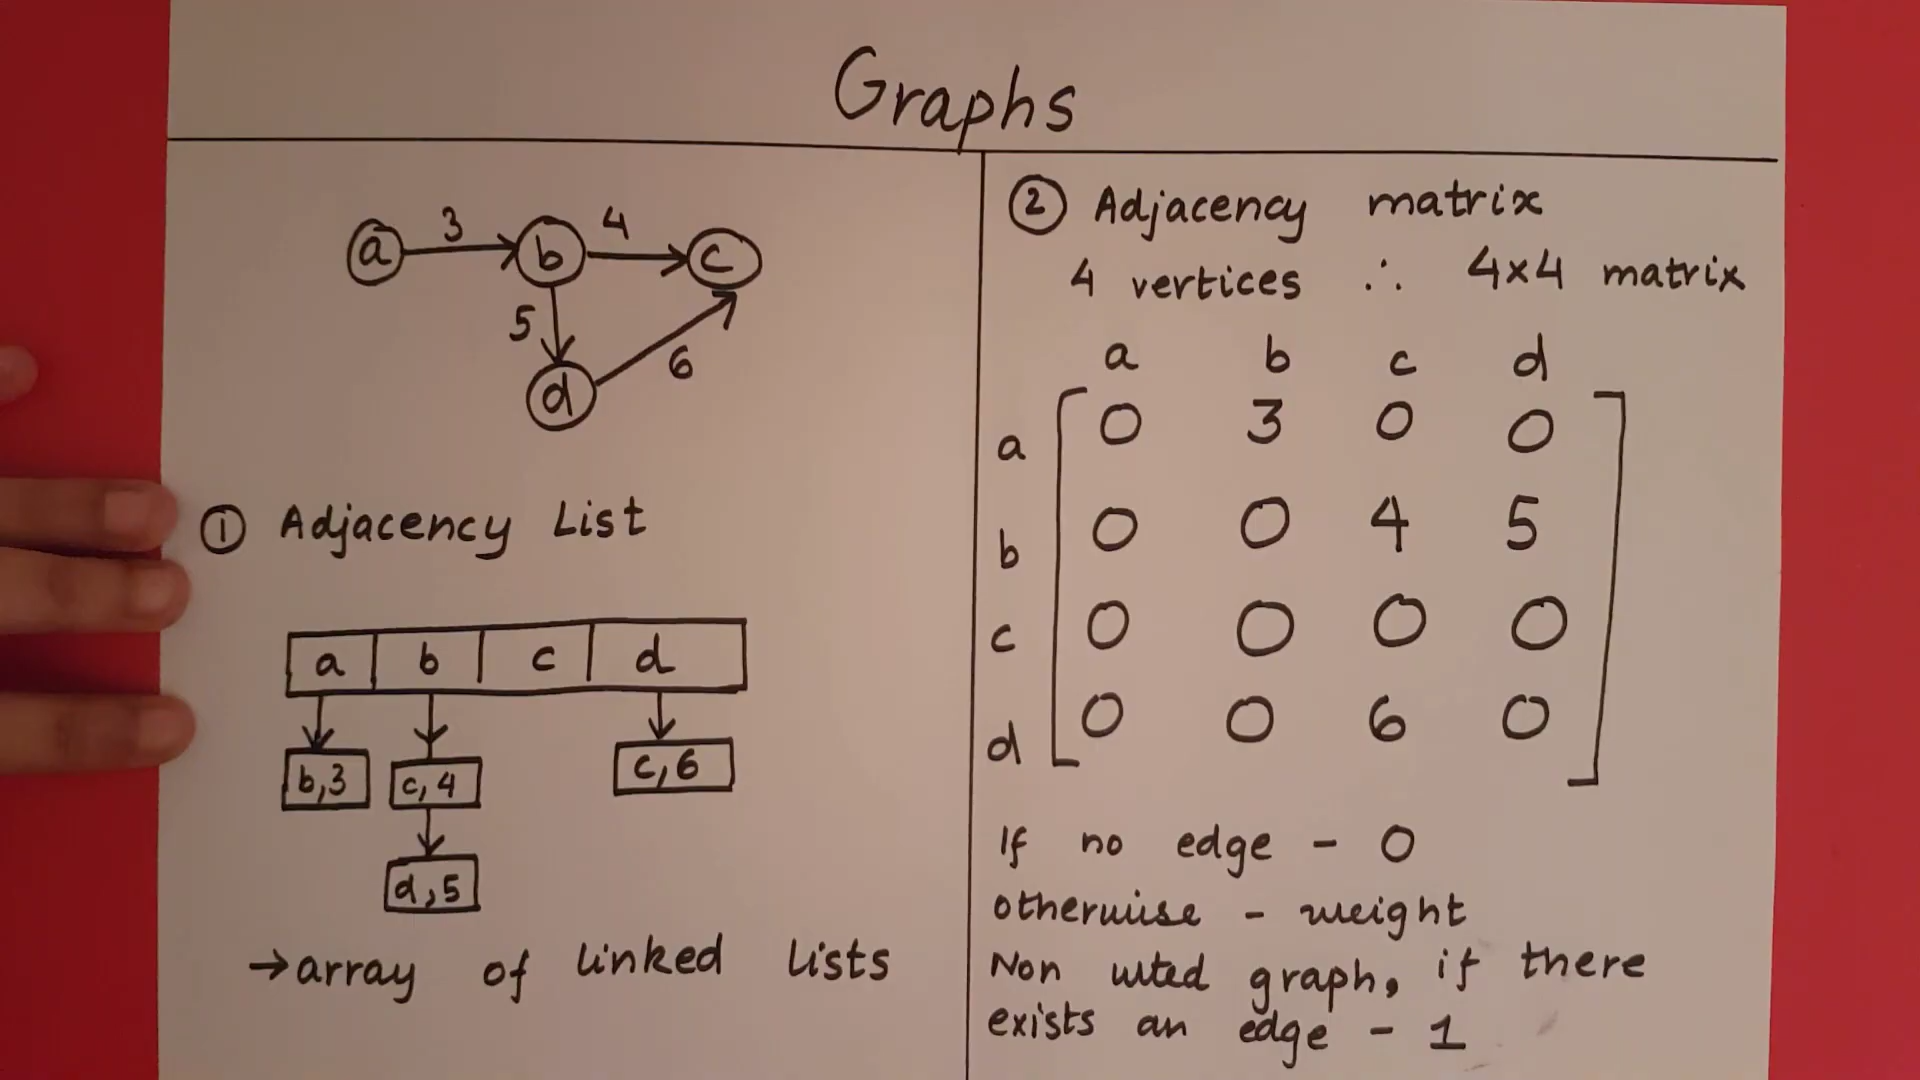 Graphs
a 3 b 4 c
5 6
d
① Adjacency List
a b c d
b,3 c,4 c,6
d,5
→array of linked lists
② Adjacency matrix
4 vertices ∴ 4x4 matrix
a b c d
a 0 3 0 0
b 0 0 4 5
c 0 0 0 0
d 0 0 6 0
If no edge - 0
otherwise - weight
Non wted graph, if there
exists an edge - 1